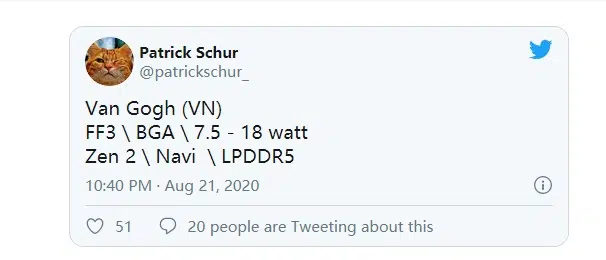 Patrick Schur
@patrickschur_
Van Gogh (VN)
FF3 \ BGA \ 7.5 - 18 watt
Zen 2 \ Navi  \ LPDDR5
10:40 PM · Aug 21, 2020
51
20 people are Tweeting about this